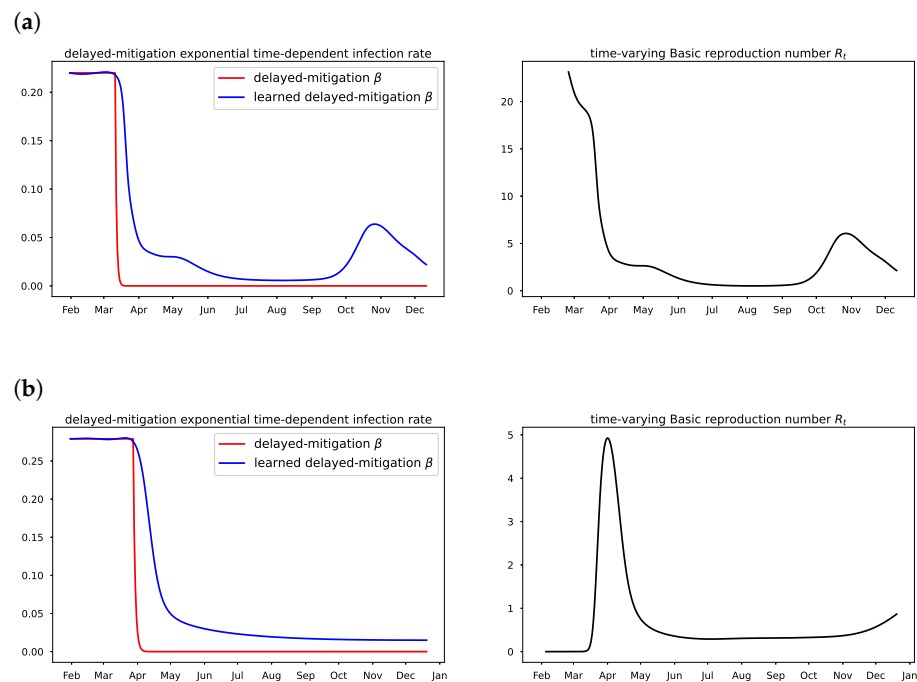 (a)
delayed-mitigation exponential time-dependent infection rate
delayed-mitigation β
learned delayed-mitigation β
0.20
0.15
0.10
0.05
0.00
Feb Mar Apr May Jun Jul Aug Sep Oct Nov Dec
time-varying Basic reproduction number R_t
20
15
10
5
0
Feb Mar Apr May Jun Jul Aug Sep Oct Nov Dec
(b)
delayed-mitigation exponential time-dependent infection rate
delayed-mitigation β
learned delayed-mitigation β
0.25
0.20
0.15
0.10
0.05
0.00
Feb Mar Apr May Jun Jul Aug Sep Oct Nov Dec Jan
time-varying Basic reproduction number R_t
5
4
3
2
1
0
Feb Mar Apr May Jun Jul Aug Sep Oct Nov Dec Jan